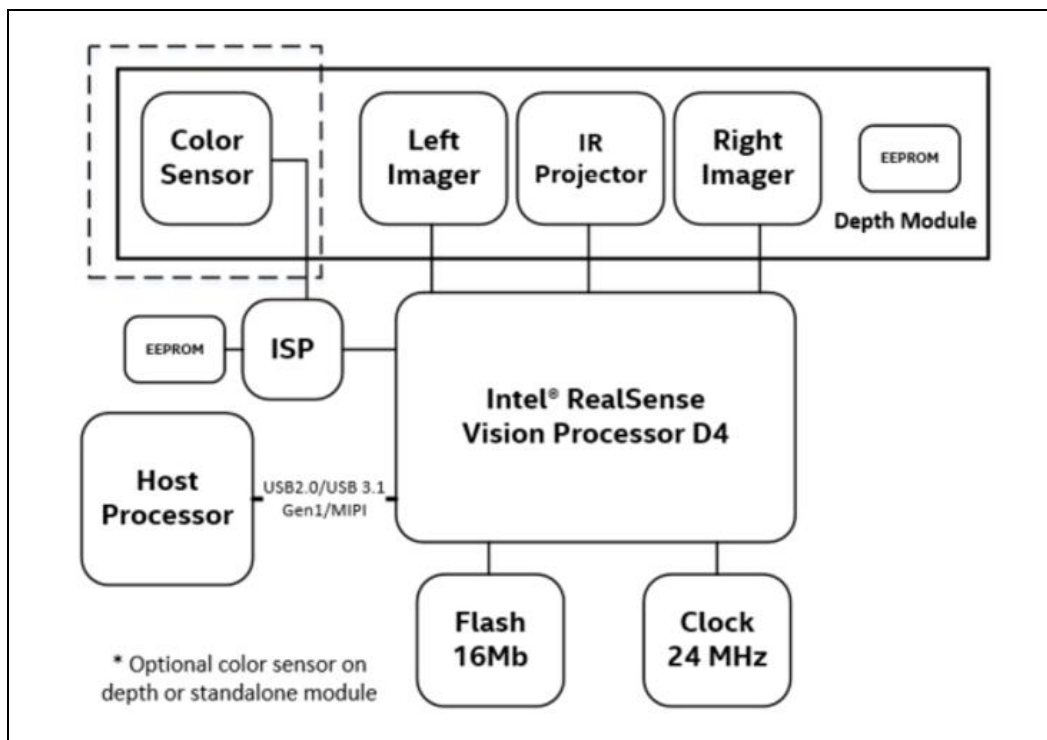 Color
Sensor
Left
Imager
IR
Projector
Right
Imager
EEPROM
Depth Module
EEPROM
ISP
Intel® RealSense
Vision Processor D4
Host
Processor
USB2.0/USB 3.1
Gen1/MIPI
Flash
16Mb
Clock
24 MHz
* Optional color sensor on
depth or standalone module